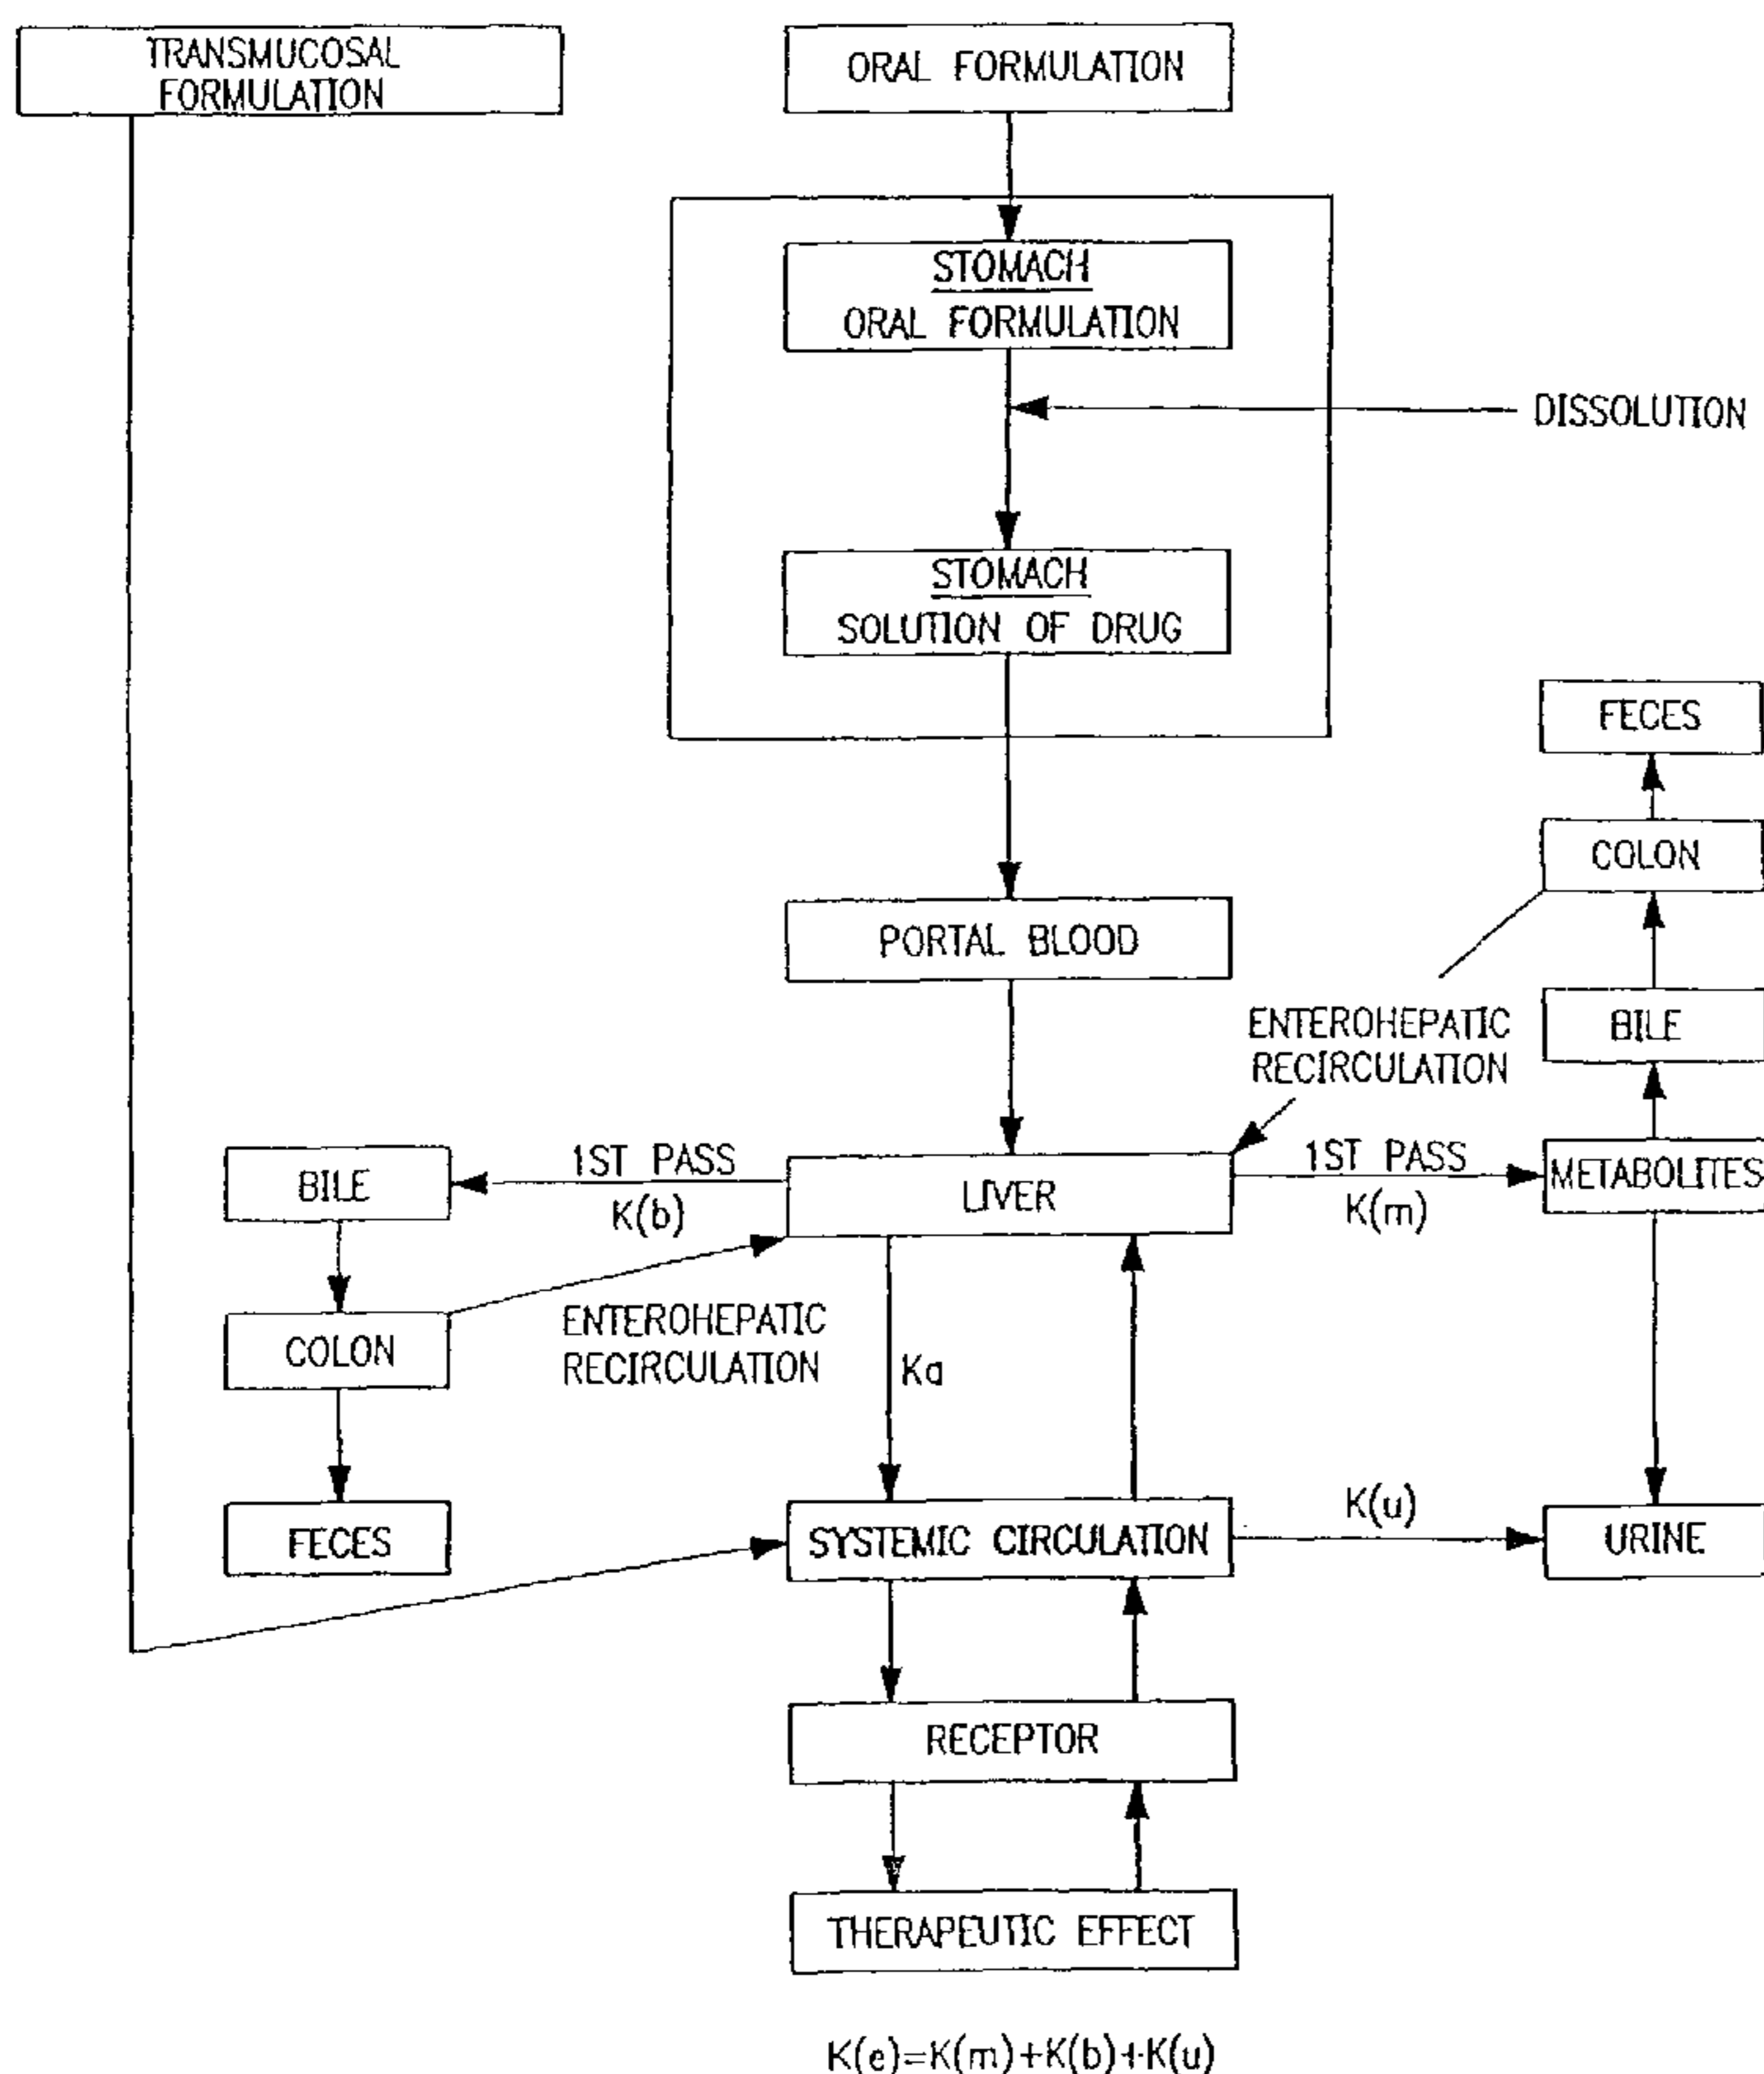 TRANSMUCOSAL
FORMULATION
ORAL FORMULATION
STOMACH
ORAL FORMULATION
DISSOLUTION
STOMACH
SOLUTION OF DRUG
FECES
COLON
PORTAL BLOOD
ENTEROHEPATIC
RECIRCULATION
BILE
BILE
1ST PASS
K(b)
LIVER
1ST PASS
K(m)
METABOLITES
COLON
ENTEROHEPATIC
RECIRCULATION
Ka
FECES
SYSTEMIC CIRCULATION
K(u)
URINE
RECEPTOR
THERAPEUTIC EFFECT
K(e)=K(m)+K(b)+K(u)